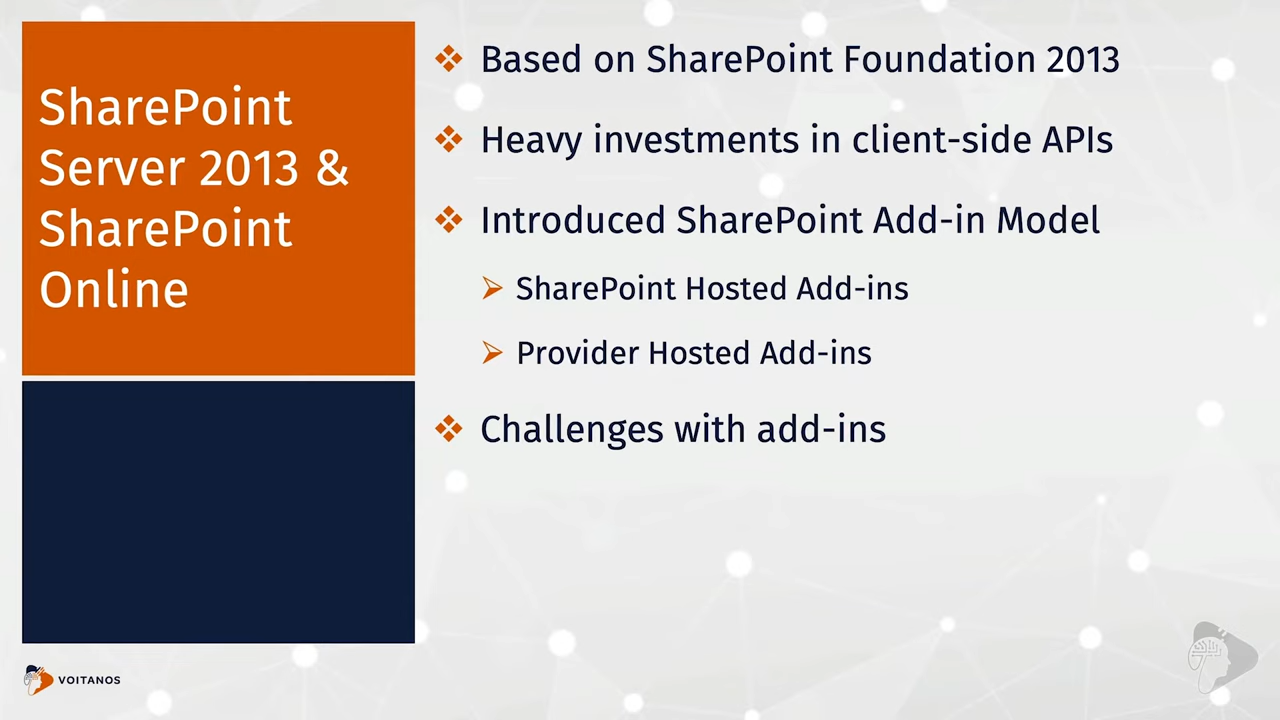 SharePoint
Server 2013 &
SharePoint
Online
Based on SharePoint Foundation 2013
Heavy investments in client-side APIs
Introduced SharePoint Add-in Model
SharePoint Hosted Add-ins
Provider Hosted Add-ins
Challenges with add-ins
VOITANOS